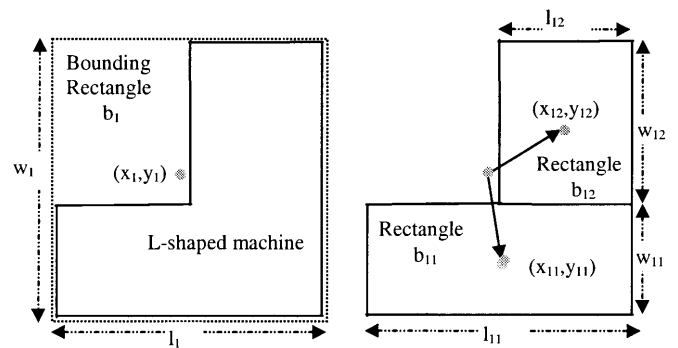 Bounding
Rectangle
b₁
w₁
(x₁,y₁)
L-shaped machine
l₁
l₁₂
(x₁₂,y₁₂)
w₁₂
Rectangle
b₁₂
Rectangle
b₁₁
(x₁₁,y₁₁)
w₁₁
l₁₁